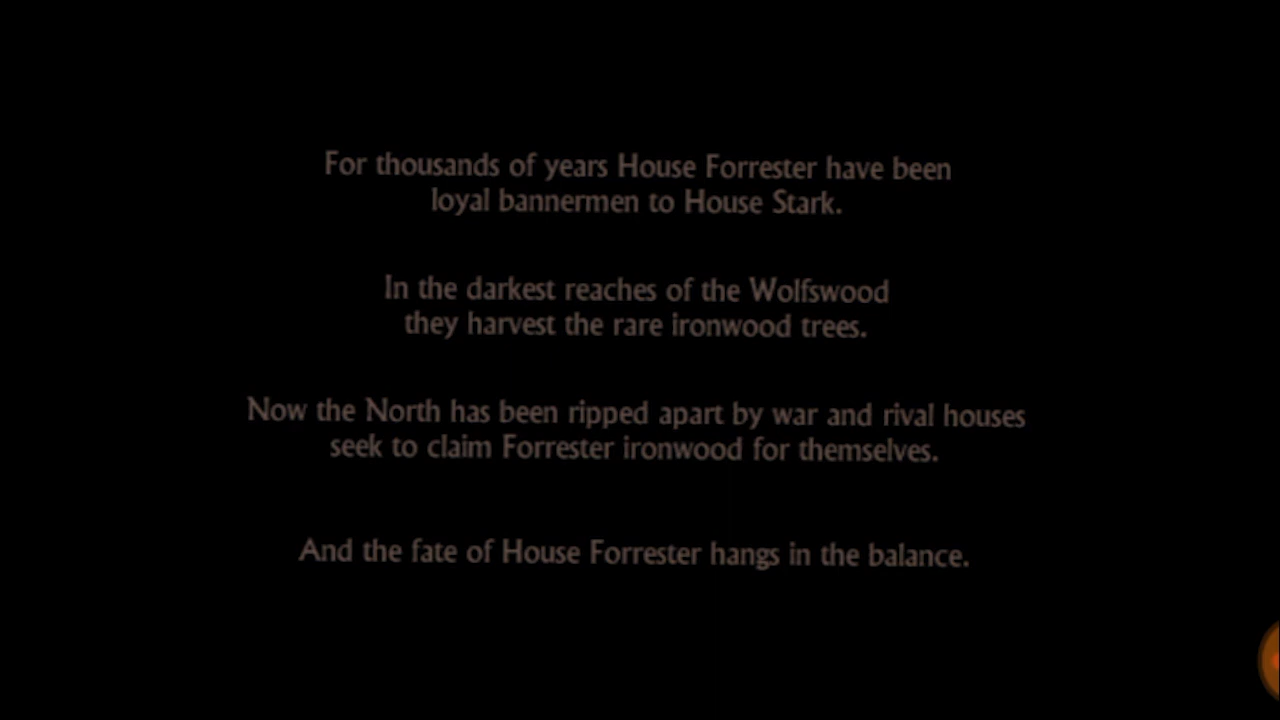 For thousands of years House Forrester have been
loyal bannermen to House Stark.
In the darkest reaches of the Wolfswood
they harvest the rare ironwood trees.
Now the North has been ripped apart by war and rival houses
seek to claim Forrester ironwood for themselves.
And the fate of House Forrester hangs in the balance.